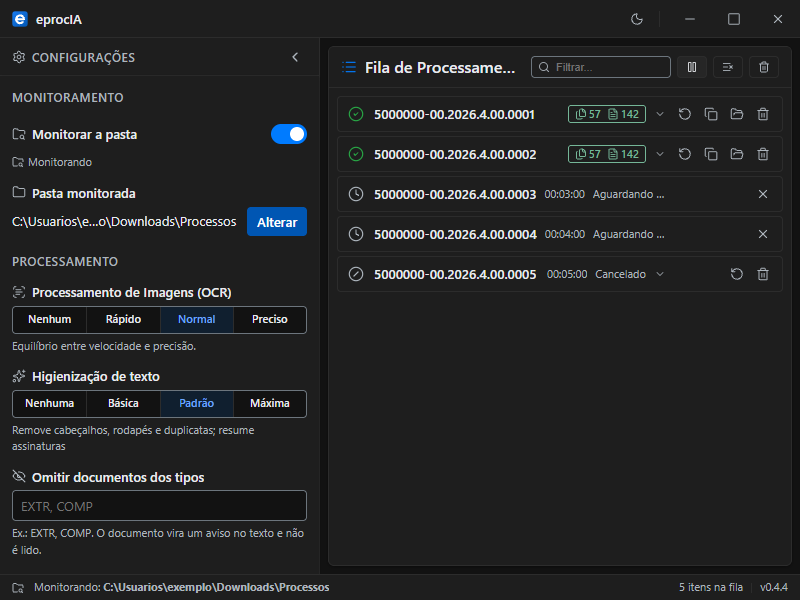 e eprocIA
CONFIGURAÇÕES
MONITORAMENTO
Monitorar a pasta
Monitorando
Pasta monitorada
C:\Usuarios\e...o\Downloads\Processos Alterar
PROCESSAMENTO
Processamento de Imagens (OCR)
Nenhum Rápido Normal Preciso
Equilíbrio entre velocidade e precisão.
Higienização de texto
Nenhuma Básica Padrão Máxima
Remove cabeçalhos, rodapés e duplicatas; resume
assinaturas
Omitir documentos dos tipos
EXTR, COMP
Ex.: EXTR, COMP. O documento vira um aviso no texto e não
é lido.
Fila de Processame... Filtrar...
5000000-00.2026.4.00.0001 57 142
5000000-00.2026.4.00.0002 57 142
5000000-00.2026.4.00.0003 00:03:00 Aguardando ...
5000000-00.2026.4.00.0004 00:04:00 Aguardando ...
5000000-00.2026.4.00.0005 00:05:00 Cancelado
Monitorando: C:\Usuarios\exemplo\Downloads\Processos 5 itens na fila v0.4.4